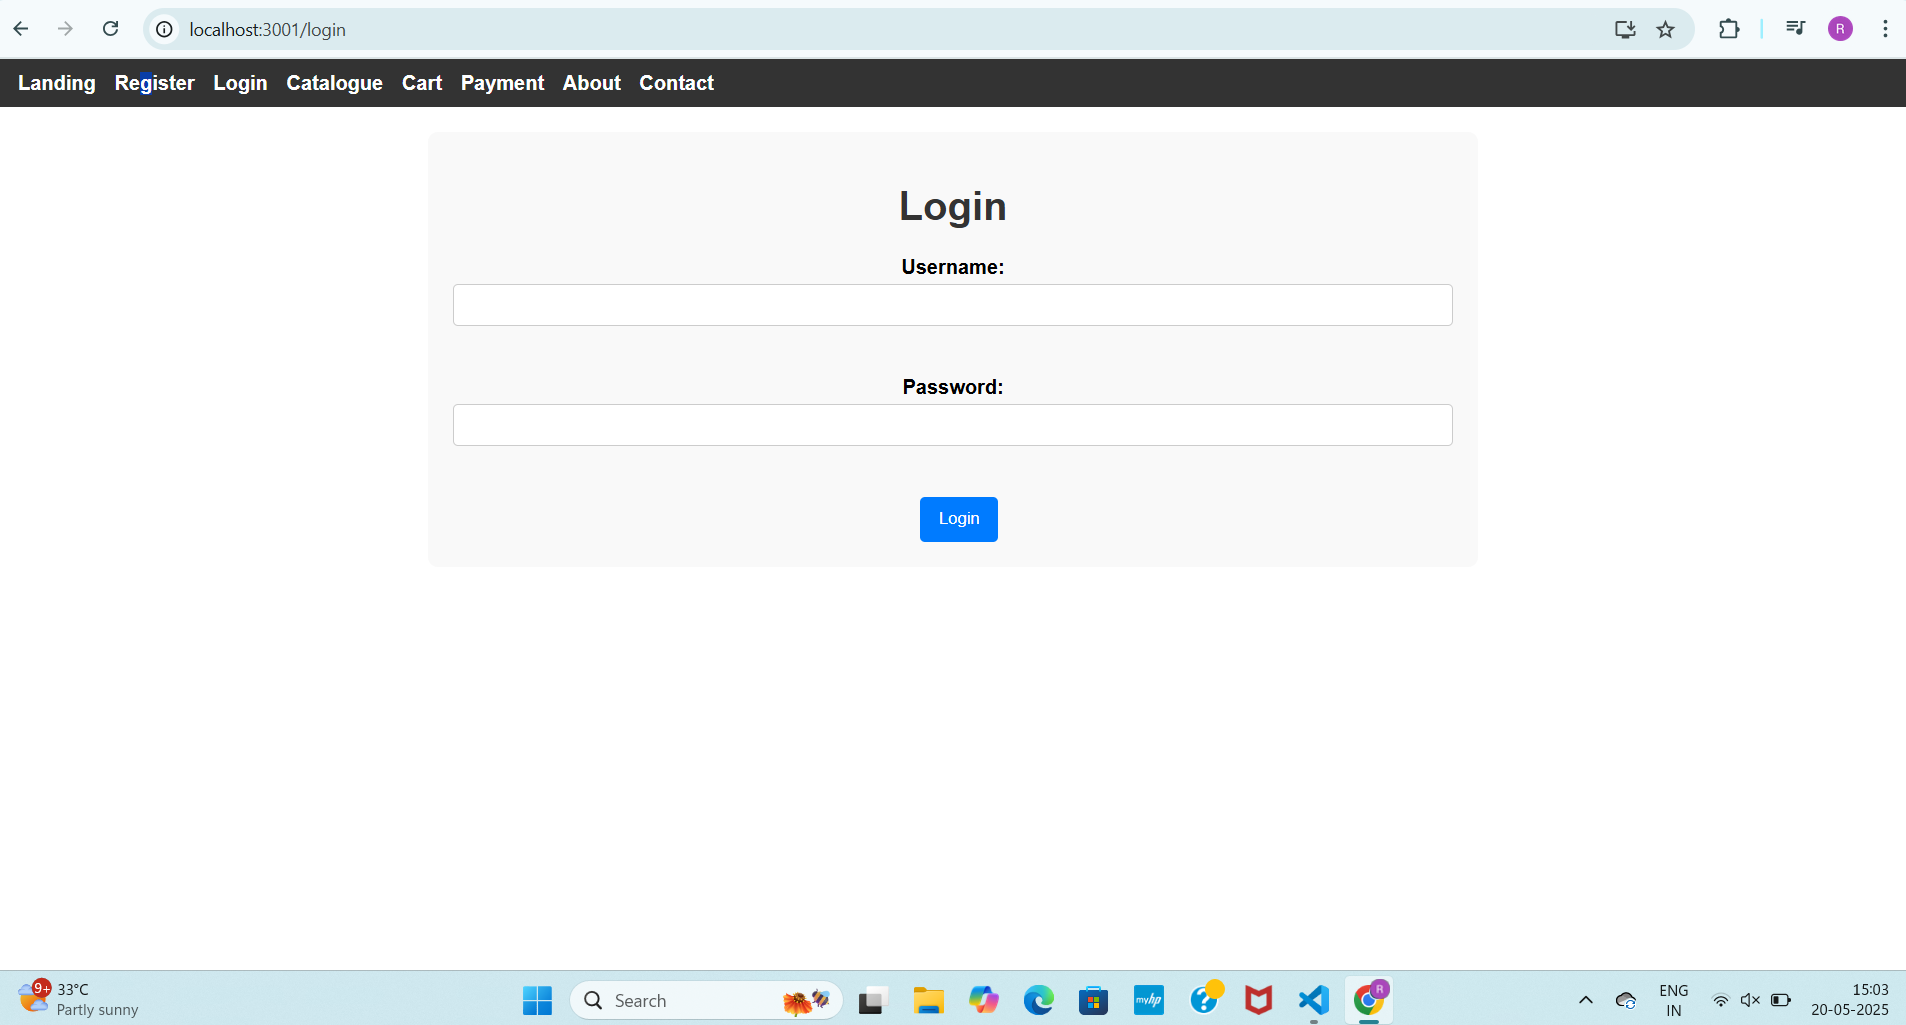 localhost:3001/login
R
Landing Register Login Catalogue Cart Payment About Contact
Login
Username:
Password:
Login
9+
33°C
Partly sunny
Search
myhp
R
ENG
IN
15:03
20-05-2025